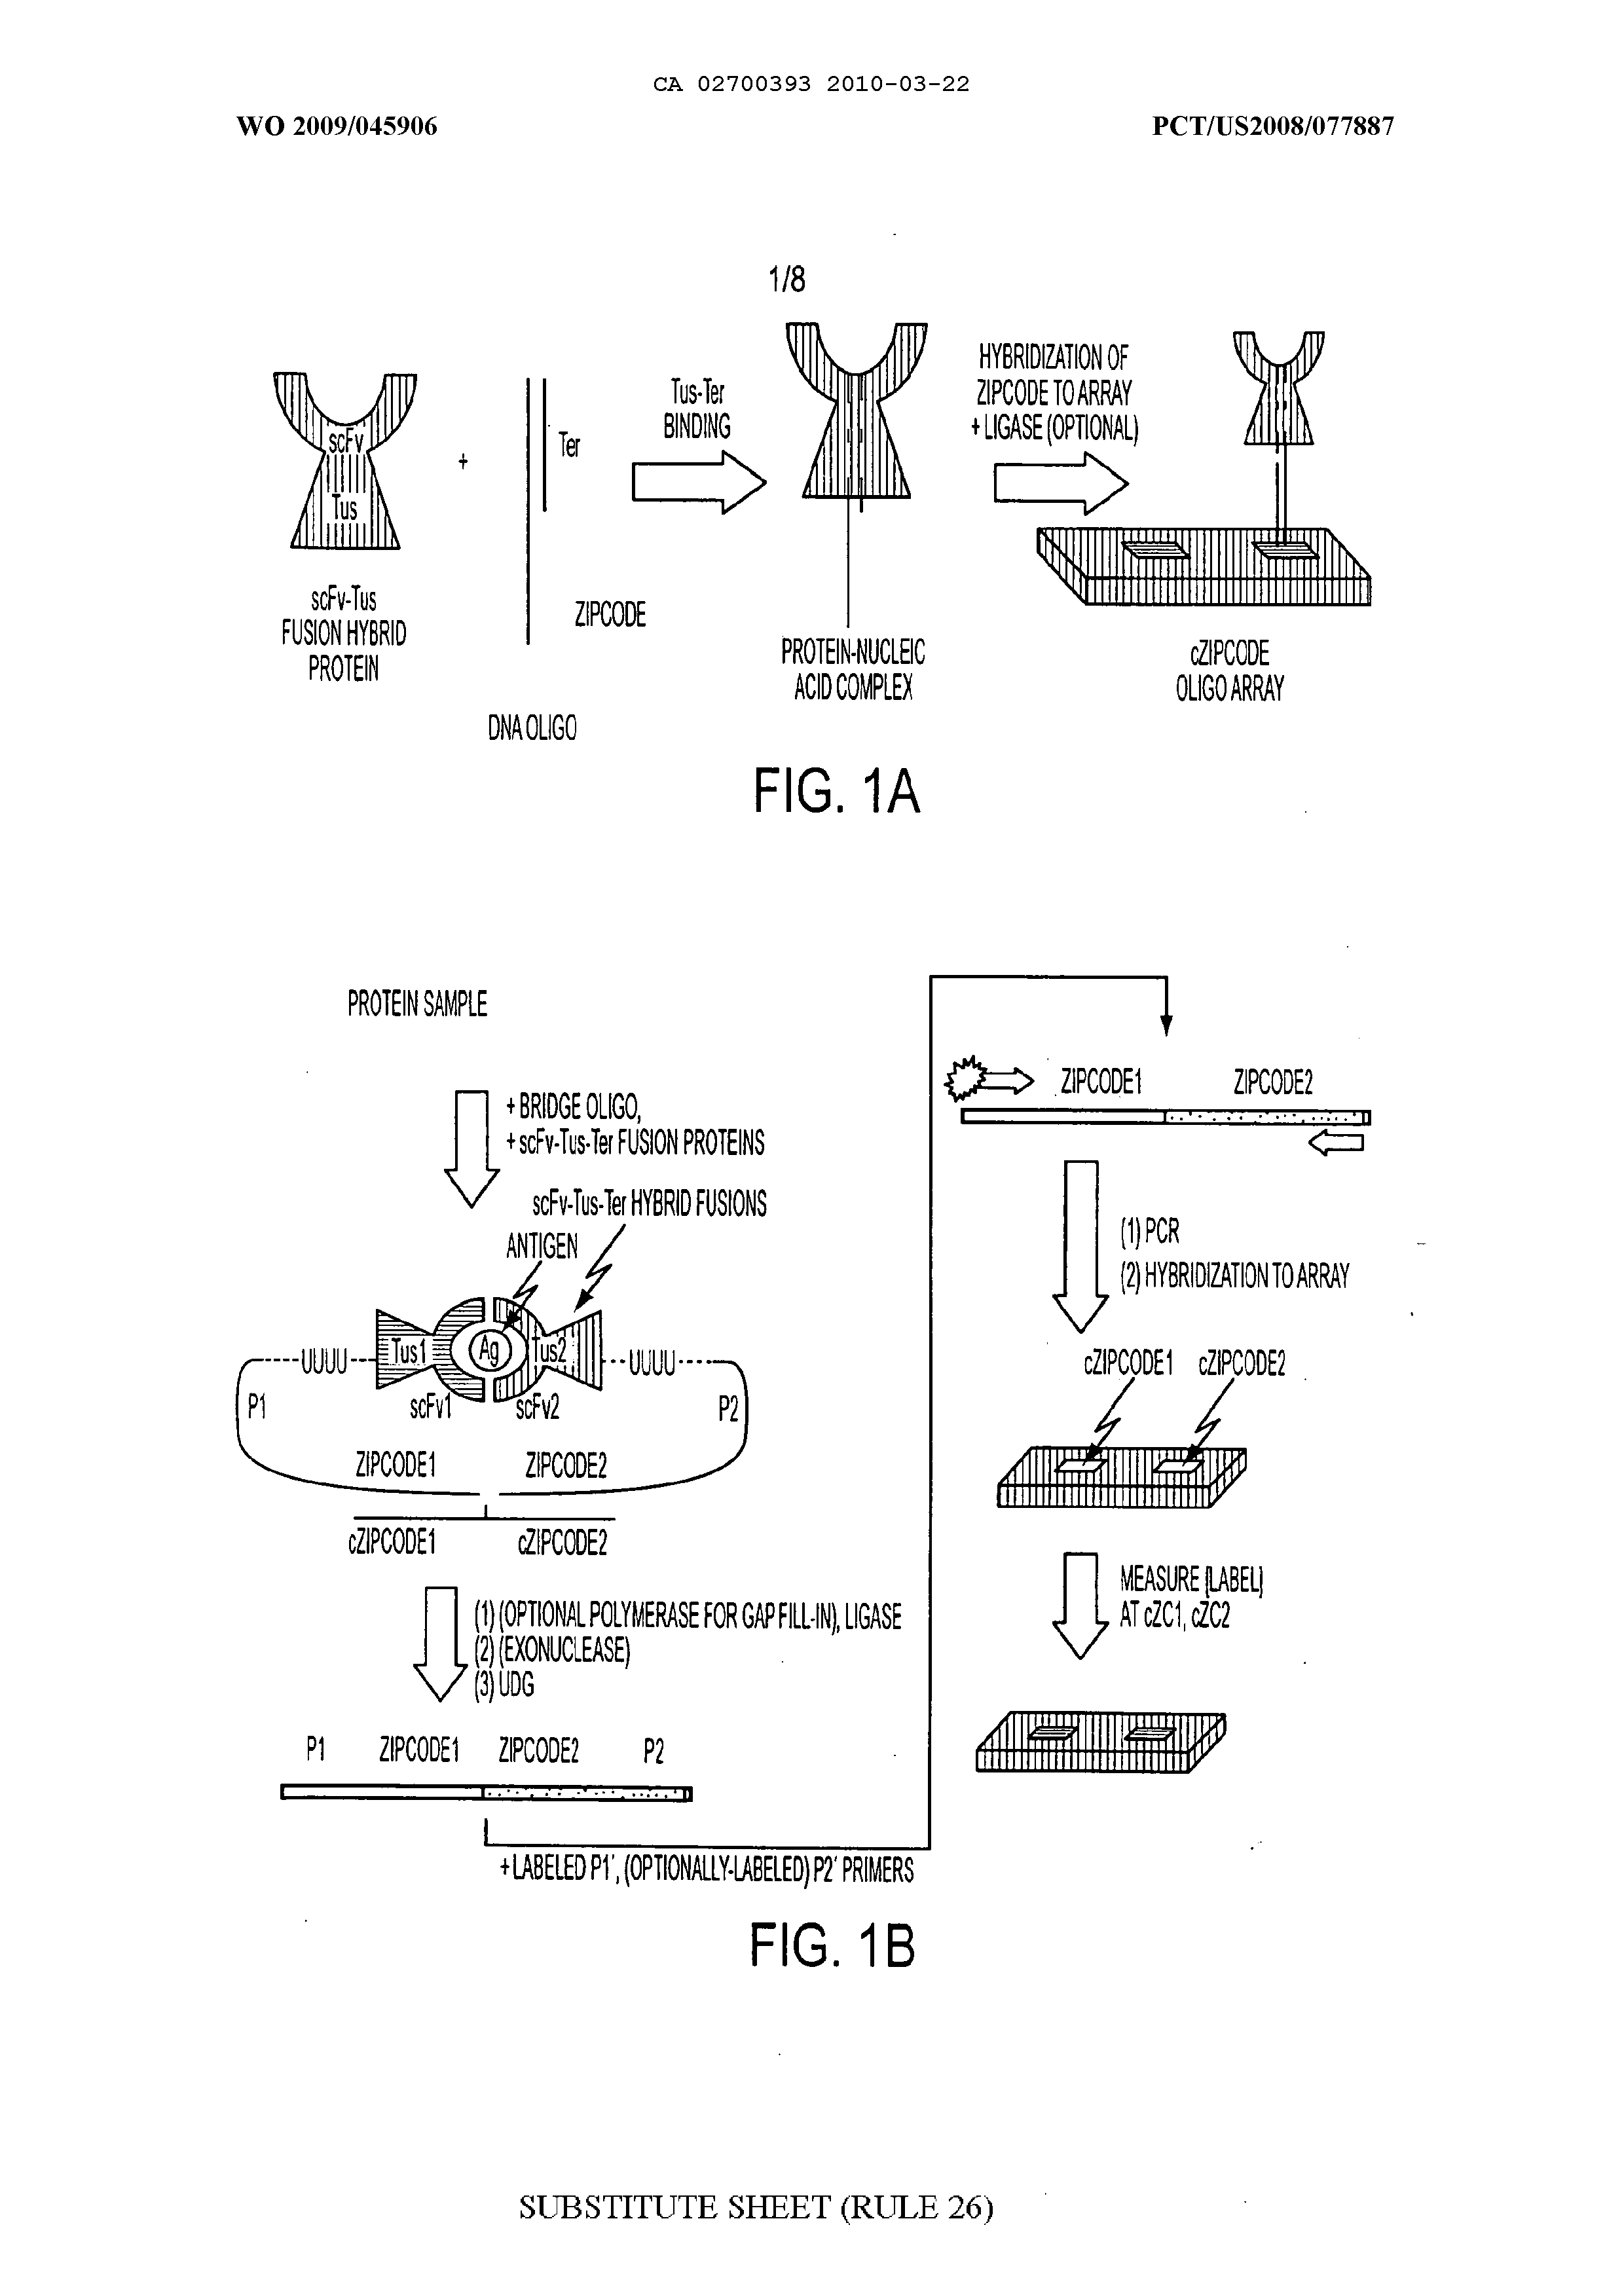 CA 02700393 2010-03-22
WO 2009/045906
PCT/US2008/077887
1/8
scFv
Tus
scFv-Tus
FUSION HYBRID
PROTEIN
+
Ter
ZIPCODE
DNA OLIGO
Tus-Ter
BINDING
PROTEIN-NUCLEIC
ACID COMPLEX
HYBRIDIZATION OF
ZIPCODE TO ARRAY
+ LIGASE (OPTIONAL)
cZIPCODE
OLIGO ARRAY
FIG. 1A
PROTEIN SAMPLE
+ BRIDGE OLIGO,
+ scFv-Tus-Ter FUSION PROTEINS
scFv-Tus-Ter HYBRID FUSIONS
ANTIGEN
UUUU
Tus1
Ag
Tus2
UUUU
P1
scFv1
scFv2
P2
ZIPCODE1
ZIPCODE2
cZIPCODE1
cZIPCODE2
(1) (OPTIONAL POLYMERASE FOR GAP FILL-IN), LIGASE
(2) (EXONUCLEASE)
(3) UDG
P1
ZIPCODE1
ZIPCODE2
P2
+ LABELED P1', (OPTIONALLY-LABELED) P2' PRIMERS
ZIPCODE1
ZIPCODE2
(1) PCR
(2) HYBRIDIZATION TO ARRAY
cZIPCODE1
cZIPCODE2
MEASURE [LABEL]
AT cZC1, cZC2
FIG. 1B
SUBSTITUTE SHEET (RULE 26)